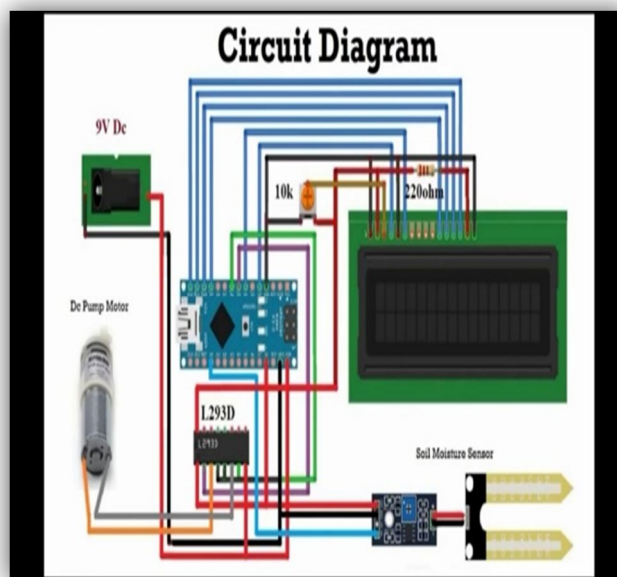 Circuit Diagram
9V Dc
10k
220ohm
Dc Pump Motor
L293D
L293D
Soil Moisture Sensor